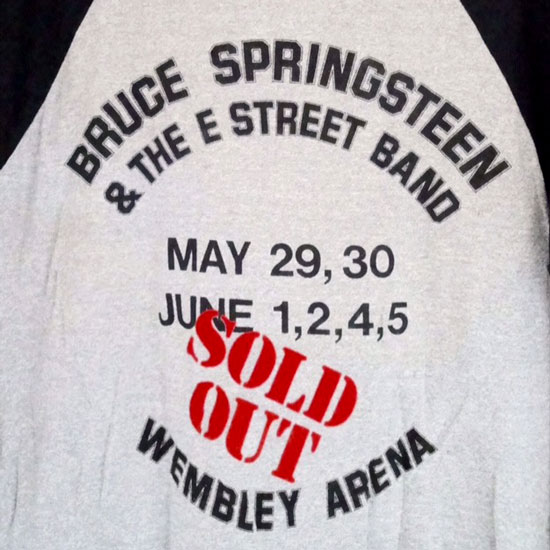 BRUCE SPRINGSTEEN
& THE E STREET BAND
MAY 29, 30
JUNE 1,2,4,5
SOLD
OUT
WEMBLEY ARENA